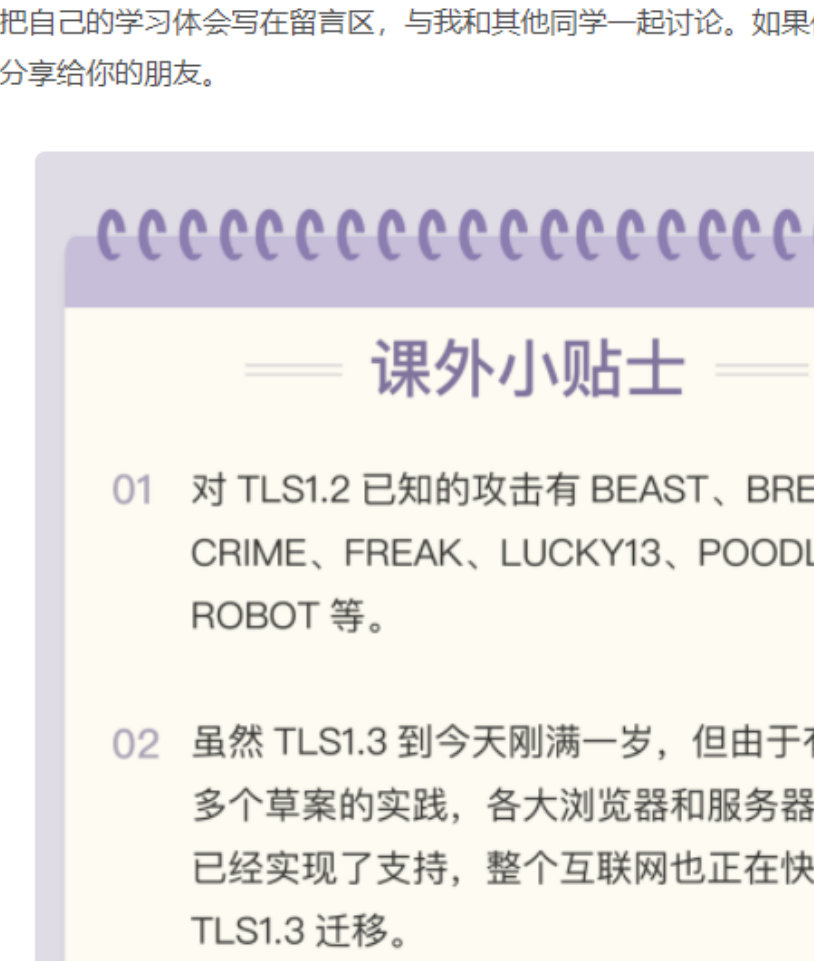 把自己的学习体会写在留言区，与我和其他同学一起讨论。如果
分享给你的朋友。
课外小贴士
01 对 TLS1.2 已知的攻击有 BEAST、BRE
CRIME、FREAK、LUCKY13、POODL
ROBOT 等。
02 虽然 TLS1.3 到今天刚满一岁，但由于有
多个草案的实践，各大浏览器和服务器
已经实现了支持，整个互联网也正在快
TLS1.3 迁移。